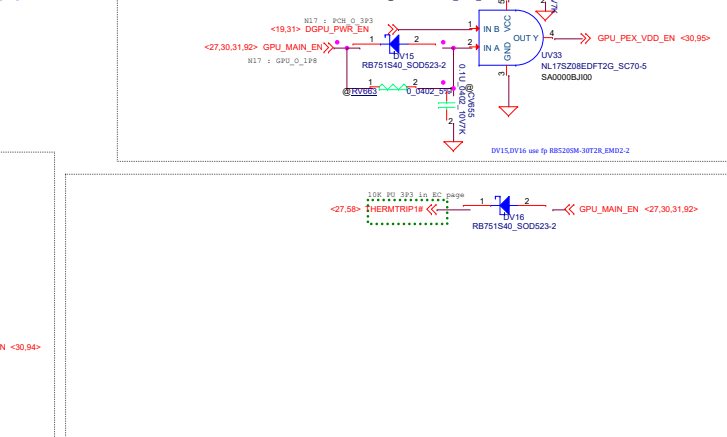 N17 : PCH_O_3P3
<19,31> DGPU_PWR_EN
<27,30,31,92> GPU_MAIN_EN
N17 : GPU_O_1P8
1
2
DV15
RB751S40_SOD523-2
1
2
@RV663
0_0402_5%
0.1U_0402_10V7K
@CV655
1
2
1
IN B
2
IN A
VCC
5
GND
3
OUT Y
4
GPU_PEX_VDD_EN <30,95>
UV33
NL17SZ08EDFT2G_SC70-5
SA0000BJI00
DV15,DV16 use fp RB520SM-30T2R_EMD2-2
10K PU 3P3 in EC page
<27,58> THERMTRIP1#
1
2
DV16
RB751S40_SOD523-2
GPU_MAIN_EN <27,30,31,92>
N <30,94>